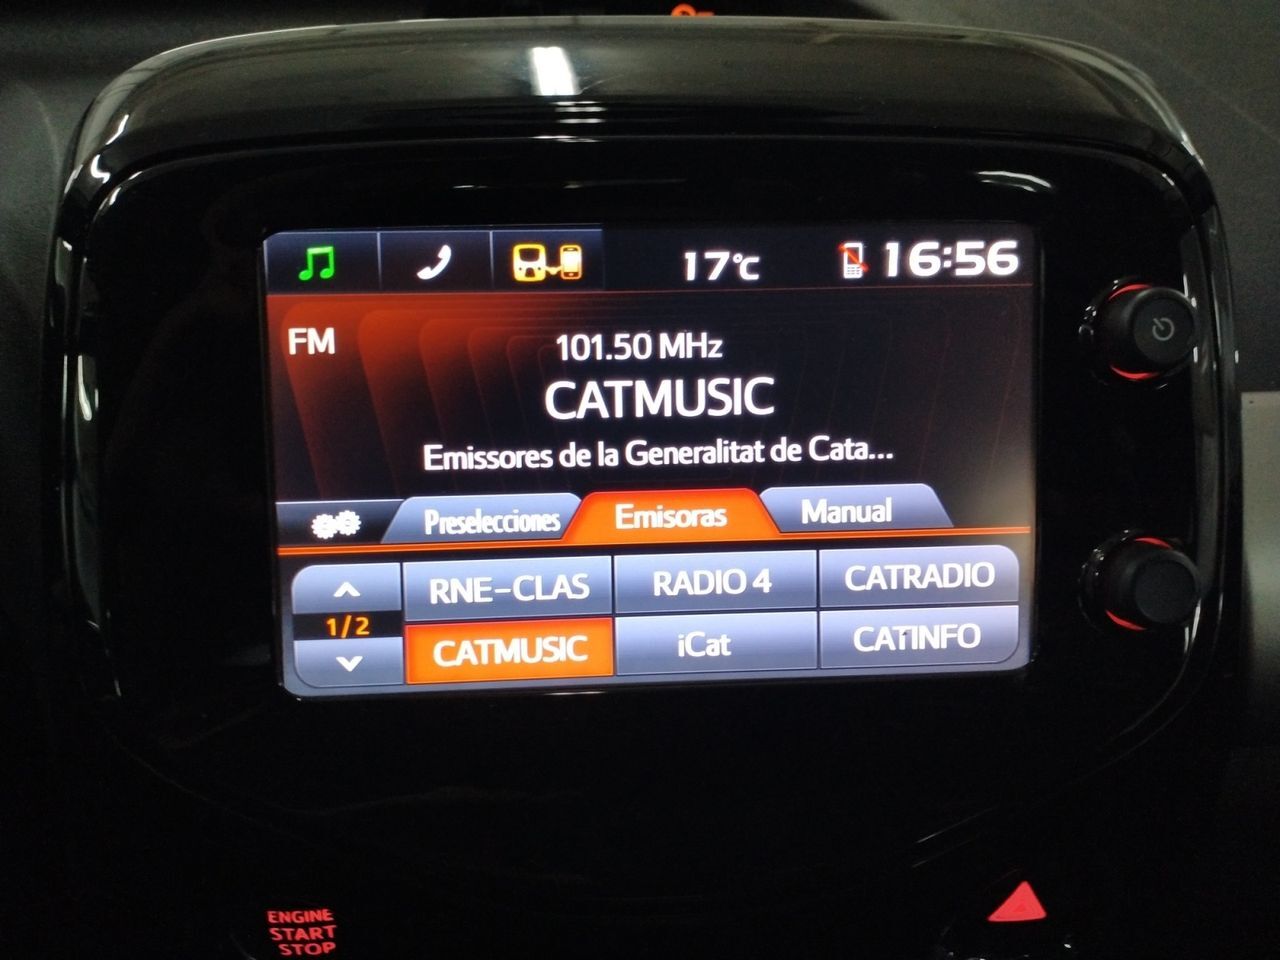 17°C
16:56
FM
101.50 MHz
CATMUSIC
Emissores de la Generalitat de Cata...
Preselecciones
Emisoras
Manual
1/2
RNE-CLAS
RADIO 4
CATRADIO
CATMUSIC
iCat
CATINFO
ENGINE
START
STOP